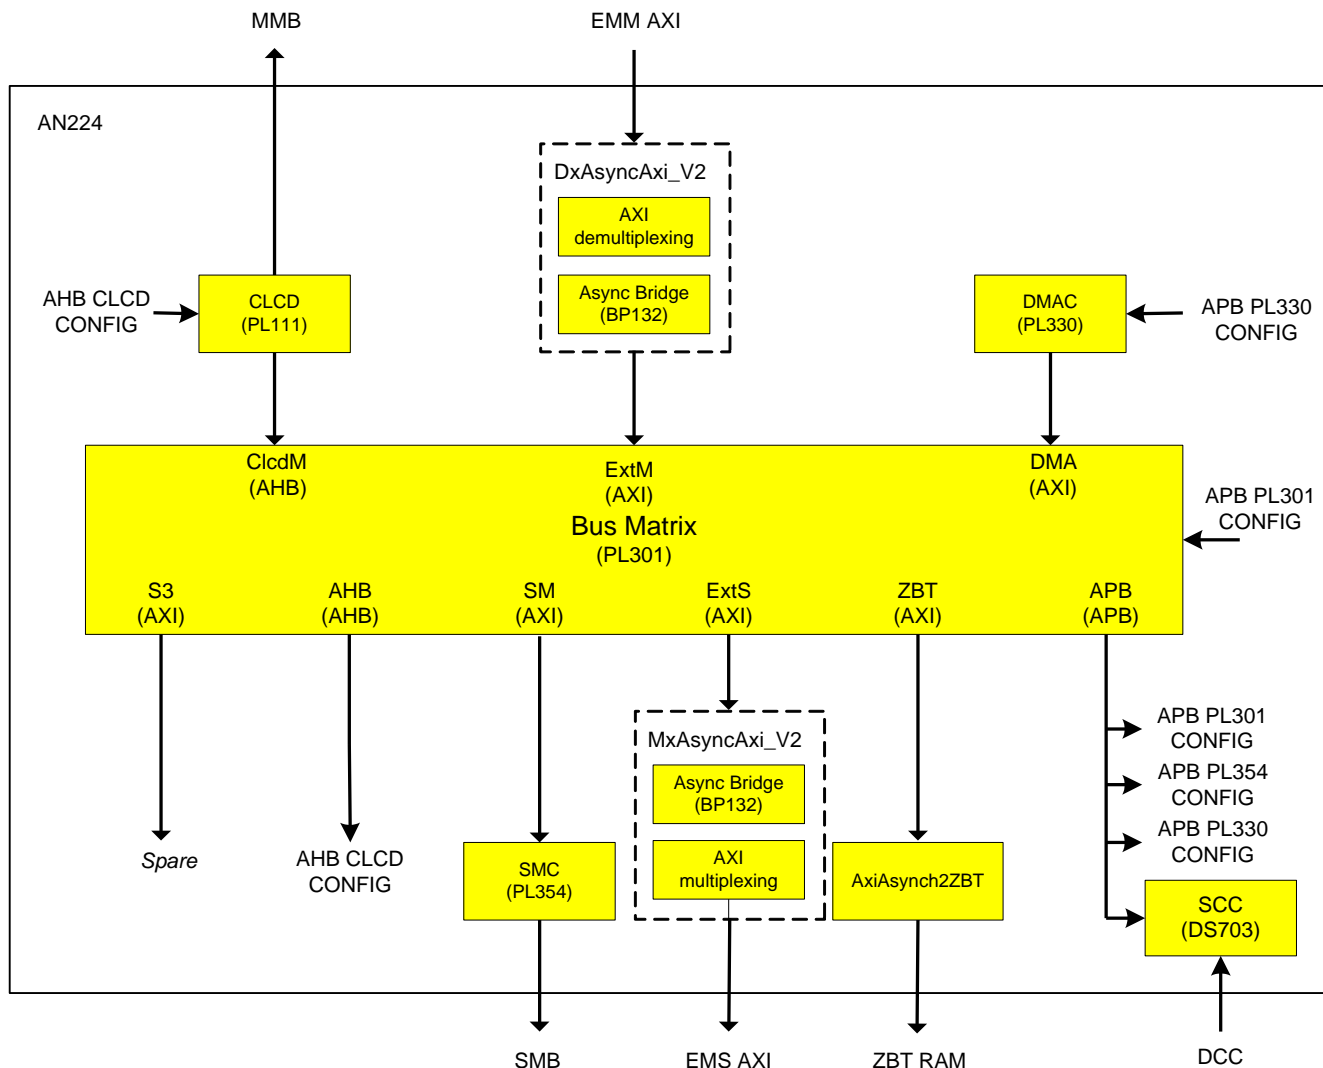 MMB
EMM AXI
AN224
DxAsyncAxi_V2
AXI
demultiplexing
Async Bridge
(BP132)
AHB CLCD
CONFIG
CLCD
(PL111)
DMAC
(PL330)
APB PL330
CONFIG
ClcdM
(AHB)
ExtM
(AXI)
DMA
(AXI)
Bus Matrix
(PL301)
APB PL301
CONFIG
S3
(AXI)
AHB
(AHB)
SM
(AXI)
ExtS
(AXI)
ZBT
(AXI)
APB
(APB)
MxAsyncAxi_V2
Async Bridge
(BP132)
AXI
multiplexing
APB PL301
CONFIG
APB PL354
CONFIG
APB PL330
CONFIG
Spare
AHB CLCD
CONFIG
SMC
(PL354)
AxiAsynch2ZBT
SCC
(DS703)
SMB
EMS AXI
ZBT RAM
DCC